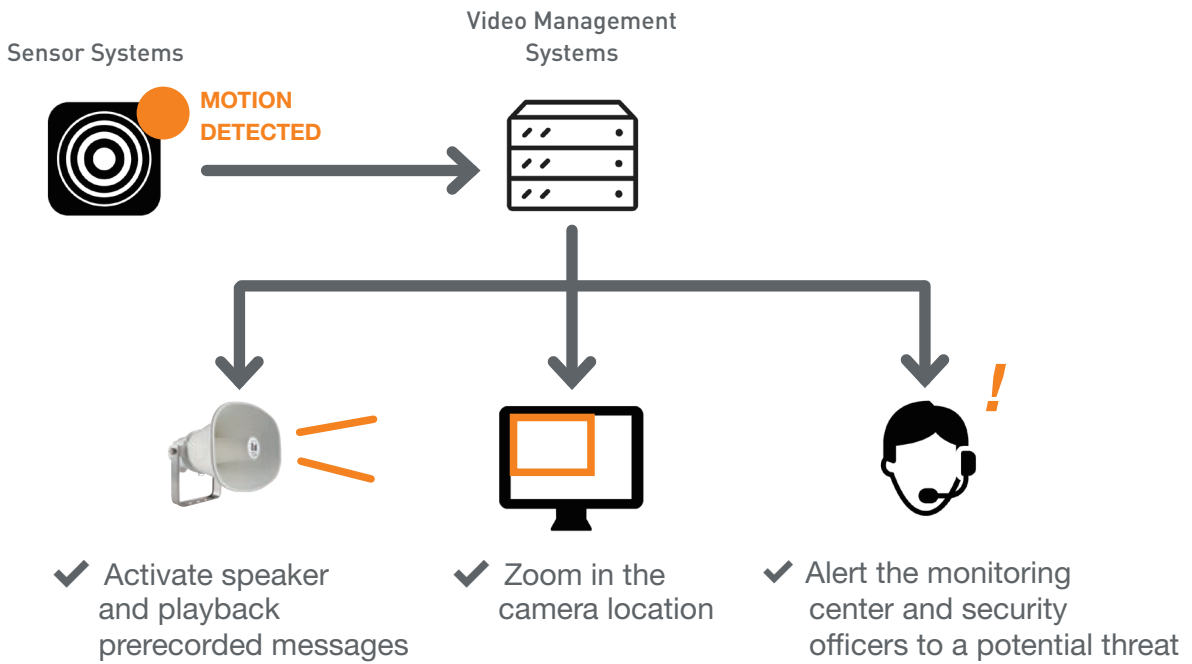 Sensor Systems
Video Management
Systems
MOTION
DETECTED
!
Activate speaker
and playback
prerecorded messages
Zoom in the
camera location
Alert the monitoring
center and security
officers to a potential threat